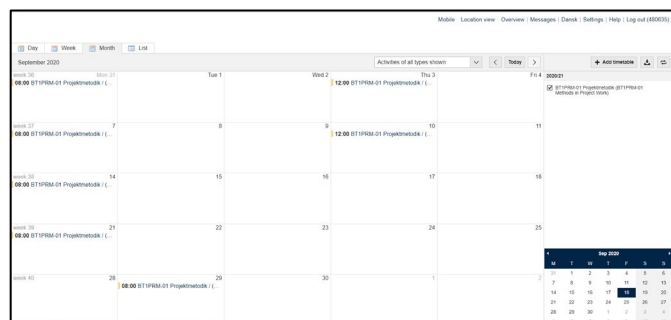 Mobile Location view Overview | Messages | Dansk | Settings | Help | Log out (480635)
Day Week Month List
September 2020 Activities of all types shown Today + Add timetable
week 36 Mon 31 Tue 1 Wed 2 Thu 3 Fri 4
08:00 BT1PRM-01 Projektmetodik / (... 12:00 BT1PRM-01 Projektmetodik / (...
2020/21
BT1PRM-01 Projektmetodik (BT1PRM-01
Methods in Project Work)
week 37 7 8 9 10 11
08:00 BT1PRM-01 Projektmetodik / (... 12:00 BT1PRM-01 Projektmetodik / (...
week 38 14 15 16 17 18
08:00 BT1PRM-01 Projektmetodik / (...
week 39 21 22 23 24 25
08:00 BT1PRM-01 Projektmetodik / (...
week 40 28 29 30 1 2
08:00 BT1PRM-01 Projektmetodik / (...
Sep 2020
M T W T F S S
31 1 2 3 4 5 6
7 8 9 10 11 12 13
14 15 16 17 18 19 20
21 22 23 24 25 26 27
28 29 30 1 2 3 4